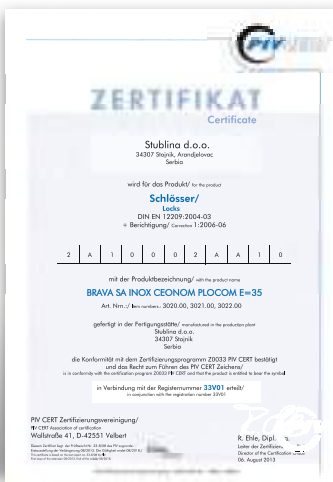 PIV
ZERTIFIKAT
Certificate
Stublina d.o.o.
34307 Stojnik, Arandjelovac
Serbia
wird für das Produkt/ for the product
Schlösser/
Locks
DIN EN 12209:2004-03
+ Berichtigung/ Correction 1:2006-06
2 A 1 0 0 0 2 A A 1 0
mit der Produktbezeichnung/ with the product name
BRAVA SA INOX CEONOM PLOCOM E=35
Art. Nrn.:/ Item numbers: 3020.00, 3021.00, 3022.00
gefertigt in der Fertigungsstätte/ manufactured in the production plant
Stublina d.o.o.
34307 Stojnik
Serbia
die Konformität mit dem Zertifizierungsprogramm Z0033 PIV CERT bestätigt
und das Recht zum Führen des PIV CERT Zeichens/
is in conformity with the certification program Z0033 PIV CERT and that the product is entitled to bear the symbol
in Verbindung mit der Registernummer 33V01 erteilt/
in conjunction with the registration number 33V01
PIV CERT Zertifizierungsvereinigung/
PIV CERT Association of certification
Wallstraße 41, D-42551 Velbert
R. Ehle, Dipl.
Leiter der
Director of the Certification
06. August 2013